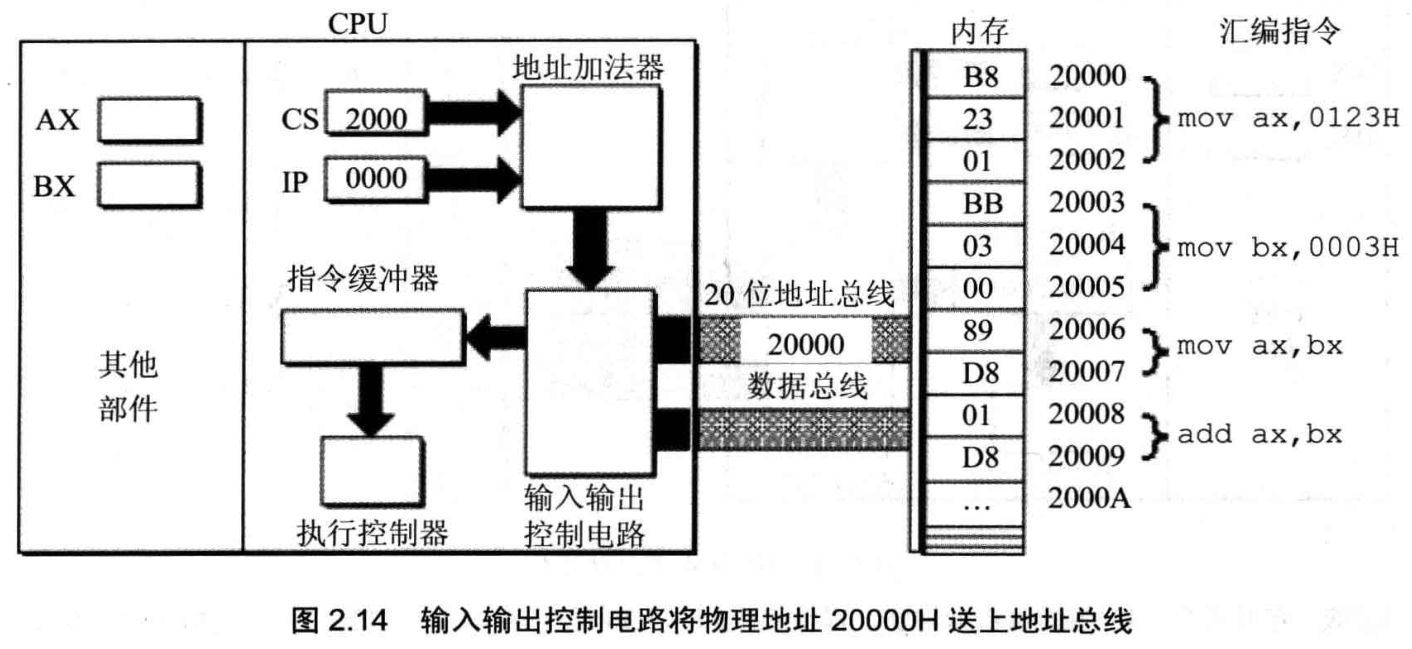 CPU
内存
汇编指令
地址加法器
AX
BX
CS 2000
IP 0000
B8 20000
23 20001
01 20002
mov ax,0123H
BB 20003
03 20004
00 20005
mov bx,0003H
89 20006
D8 20007
mov ax,bx
01 20008
D8 20009
add ax,bx
… 2000A
指令缓冲器
20 位地址总线
20000
数据总线
其他
部件
执行控制器
输入输出
控制电路
图 2.14 输入输出控制电路将物理地址 20000H 送上地址总线